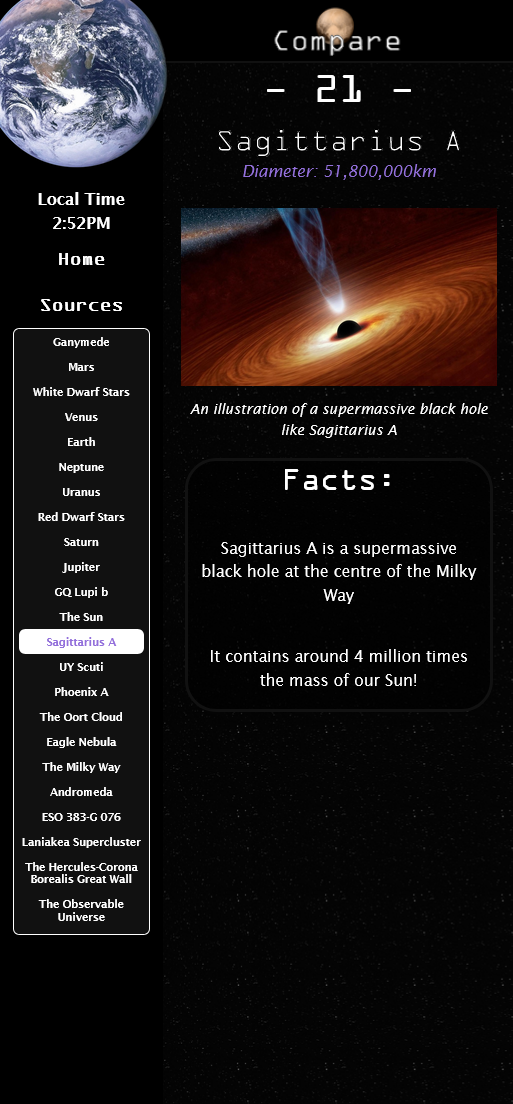 Compare
- 21 -
Sagittarius A
Diameter: 51,800,000km
Local Time
2:52PM
Home
Sources
Ganymede
Mars
White Dwarf Stars
Venus
Earth
Neptune
Uranus
Red Dwarf Stars
Saturn
Jupiter
GQ Lupi b
The Sun
Sagittarius A
UY Scuti
Phoenix A
The Oort Cloud
Eagle Nebula
The Milky Way
Andromeda
ESO 383-G 076
Laniakea Supercluster
The Hercules-Corona
Borealis Great Wall
The Observable
Universe
An illustration of a supermassive black hole
like Sagittarius A
Facts:
Sagittarius A is a supermassive
black hole at the centre of the Milky
Way
It contains around 4 million times
the mass of our Sun!